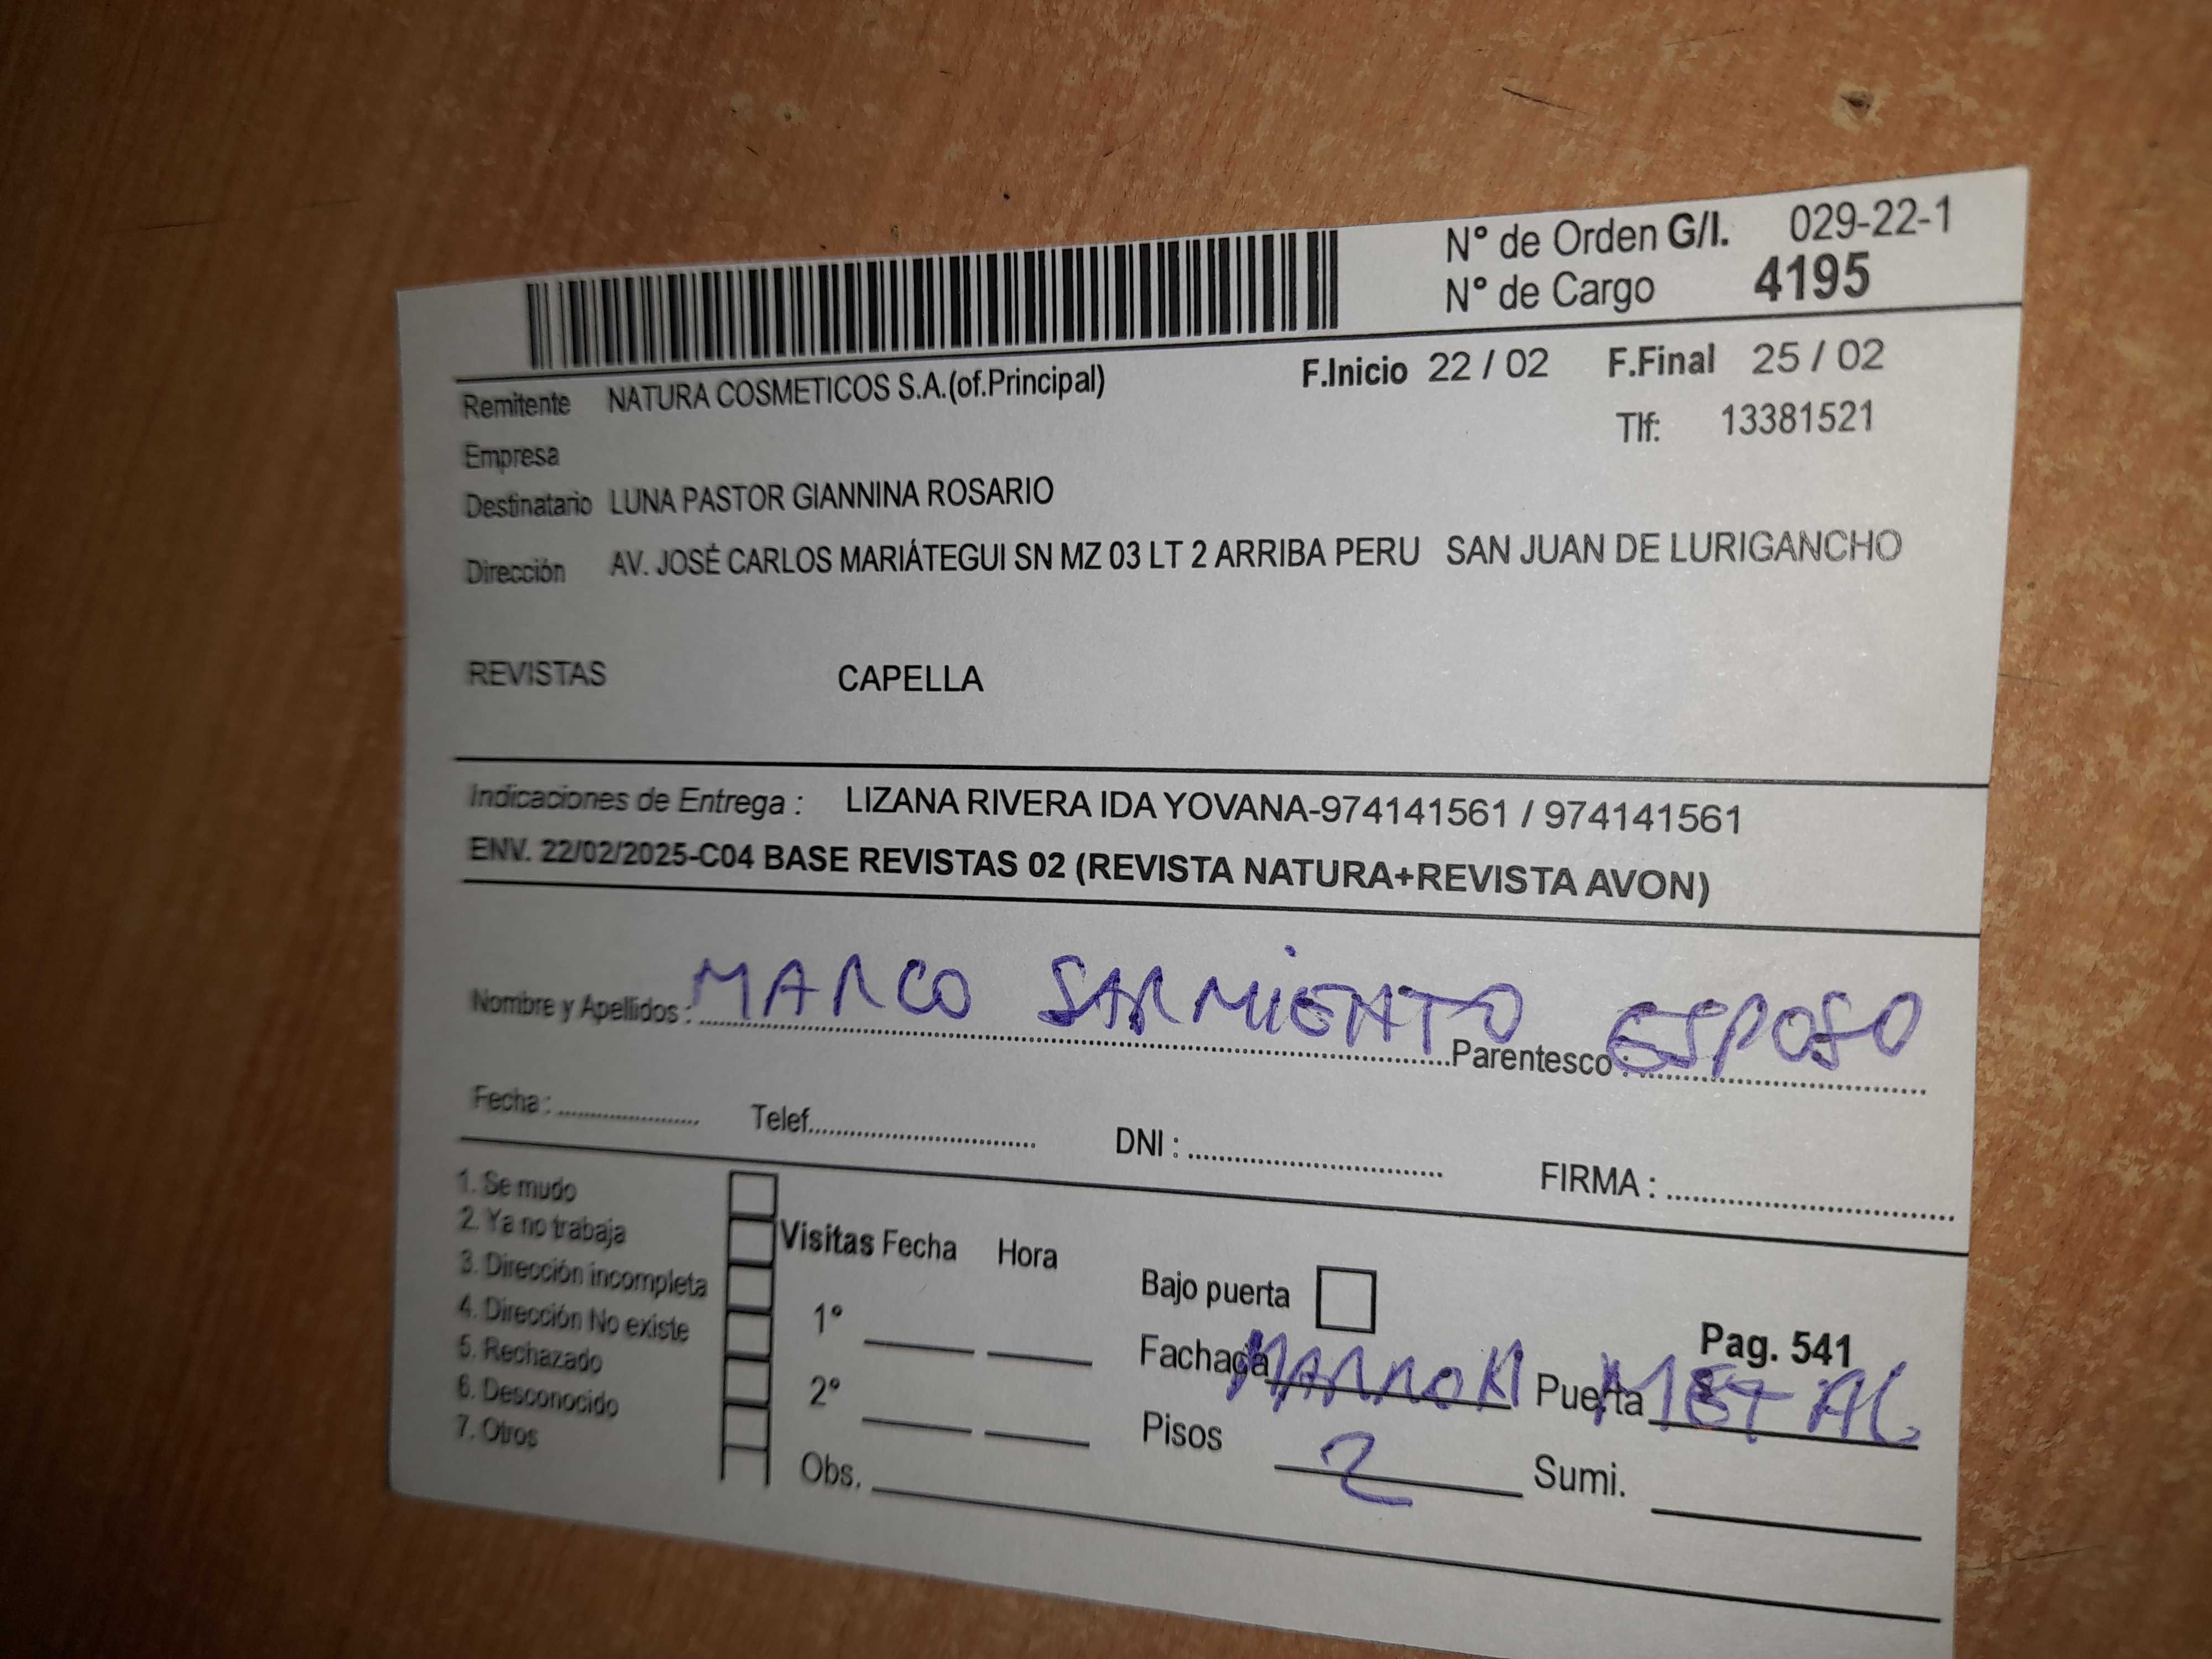 N° de Orden G/I. 029-22-1
N° de Cargo 4195
Remitente NATURA COSMETICOS S.A.(of.Principal) F.Inicio 22 / 02 F.Final 25 / 02
Empresa Tlf: 13381521
Destinatario LUNA PASTOR GIANNINA ROSARIO
Dirección AV. JOSÉ CARLOS MARIÁTEGUI SN MZ 03 LT 2 ARRIBA PERU SAN JUAN DE LURIGANCHO
REVISTAS CAPELLA
Indicaciones de Entrega : LIZANA RIVERA IDA YOVANA-974141561 / 974141561
ENV. 22/02/2025-C04 BASE REVISTAS 02 (REVISTA NATURA+REVISTA AVON)
Nombre y Apellidos : MARCO SARMIENTO Parentesco : ESPOSO
Fecha : Telef. DNI : FIRMA :
1. Se mudo
2. Ya no trabaja
3. Dirección incompleta
4. Dirección No existe
5. Rechazado
6. Desconocido
7. Otros
Visitas Fecha Hora
1°
2°
Obs.
Bajo puerta
Pag. 541
Fachada MARRON Puerta METAL
Pisos 2 Sumi.